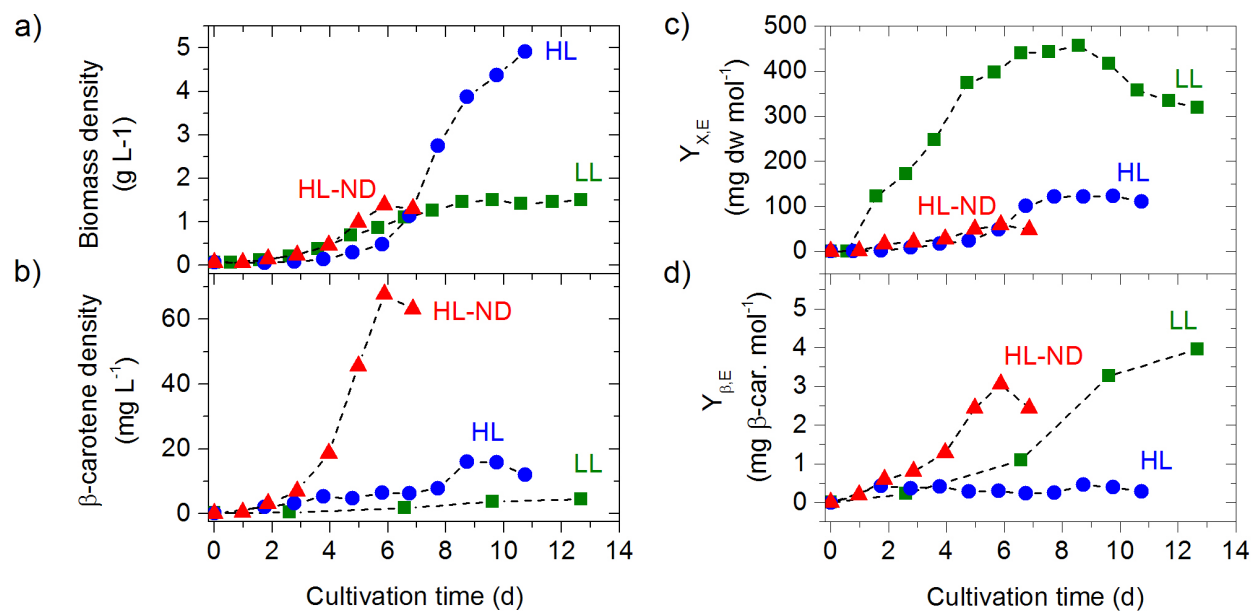 a)
Biomass density
(g L-1)
5
4
3
2
1
0
HL
HL-ND
LL
b)
β-carotene density
(mg L⁻¹)
60
40
20
0
HL-ND
HL
LL
0 2 4 6 8 10 12 14
Cultivation time (d)
c)
Y_X,E
(mg dw mol⁻¹)
500
400
300
200
100
0
LL
HL
HL-ND
d)
Y_β,E
(mg β-car. mol⁻¹)
5
4
3
2
1
0
LL
HL-ND
HL
0 2 4 6 8 10 12 14
Cultivation time (d)